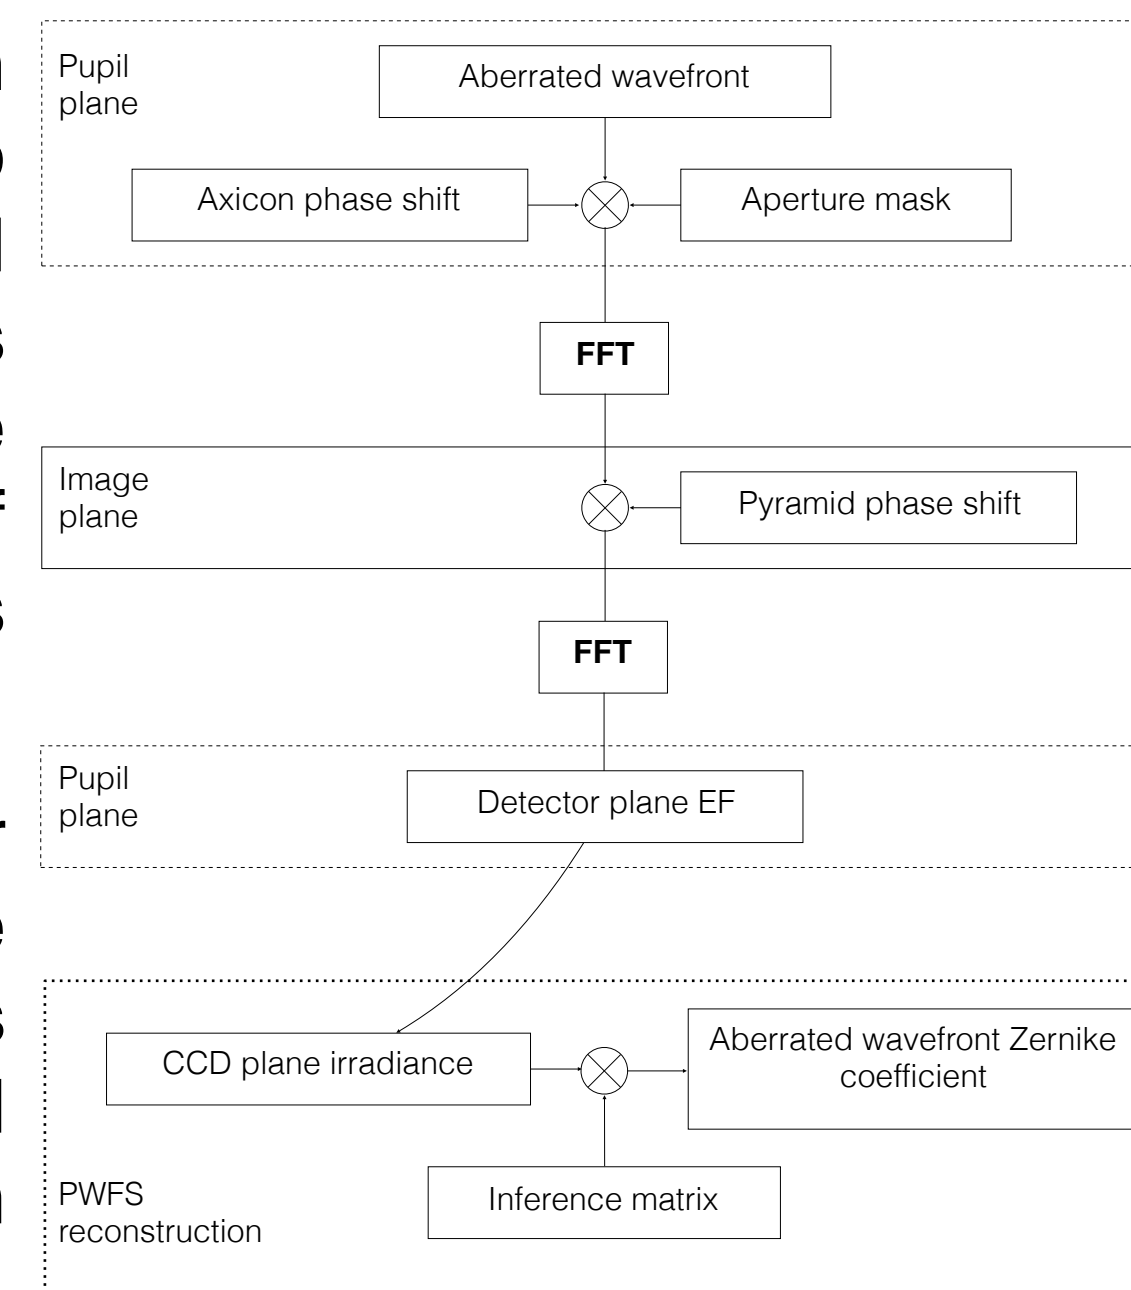 Pupil
plane
Aberrated wavefront
Axicon phase shift
Aperture mask
FFT
Image
plane
Pyramid phase shift
FFT
Pupil
plane
Detector plane EF
CCD plane irradiance
Aberrated wavefront Zernike
coefficient
Inference matrix
PWFS
reconstruction